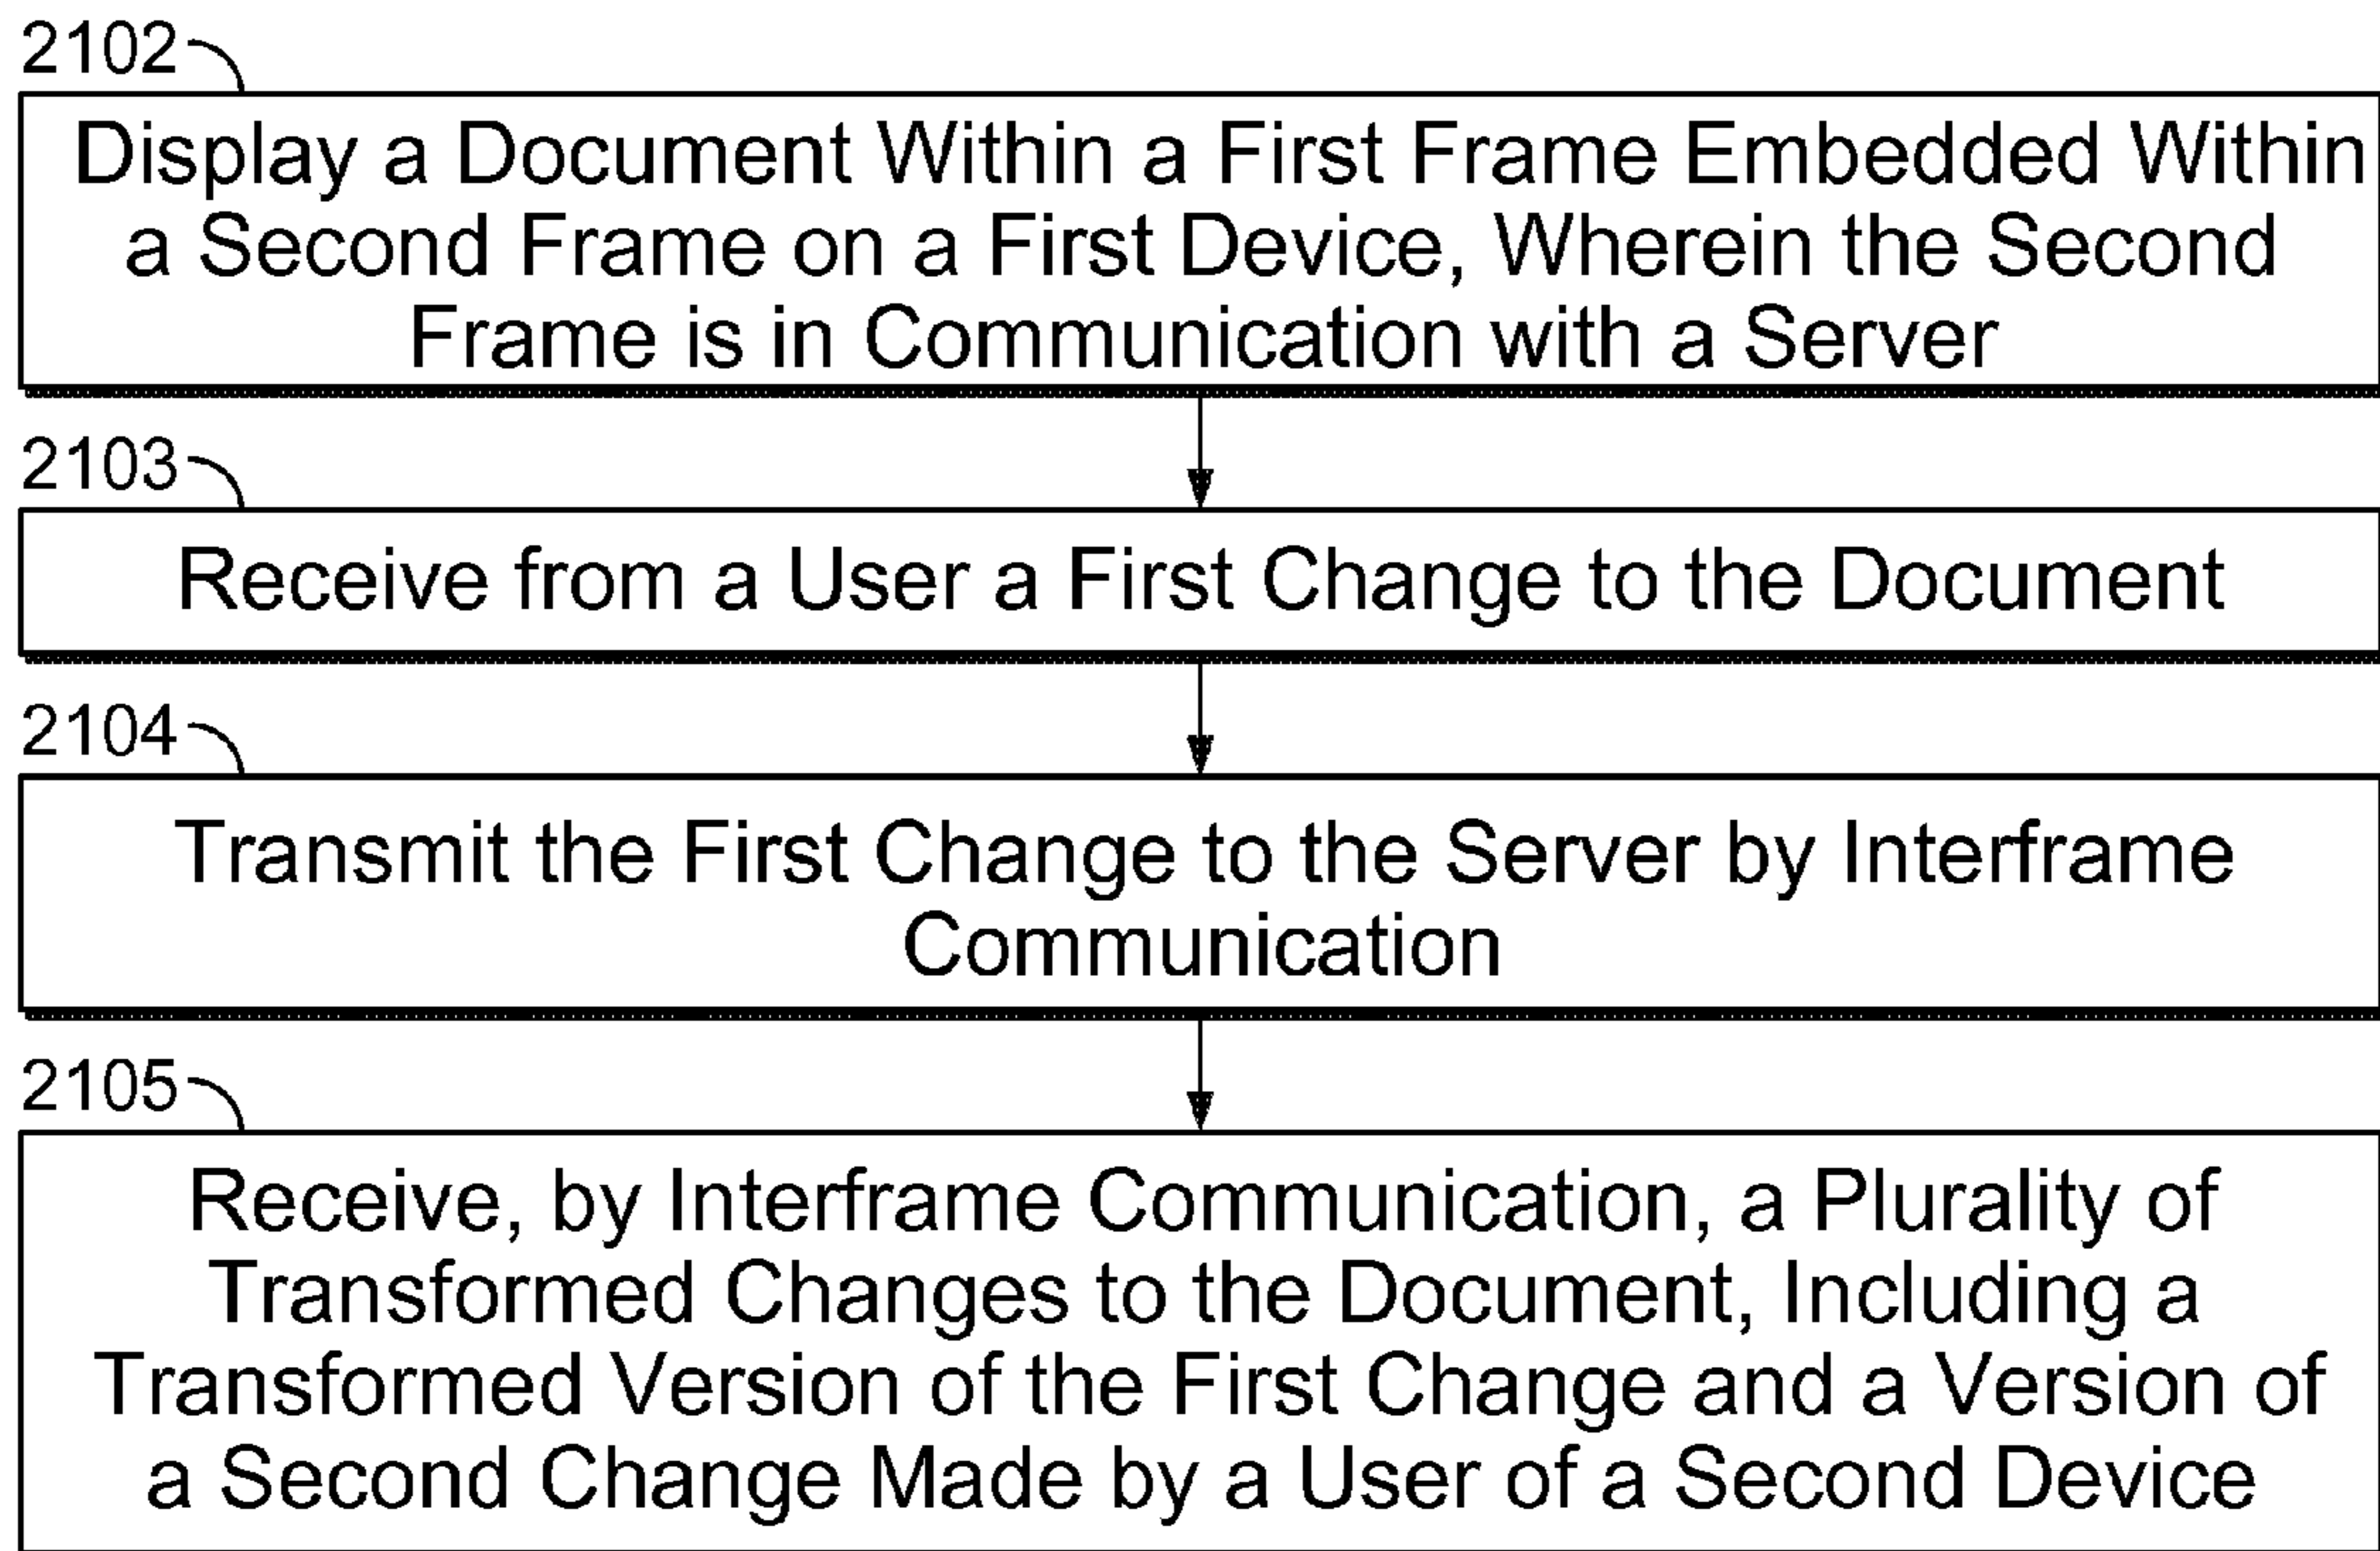 2102
Display a Document Within a First Frame Embedded Within
a Second Frame on a First Device, Wherein the Second
Frame is in Communication with a Server
2103
Receive from a User a First Change to the Document
2104
Transmit the First Change to the Server by Interframe
Communication
2105
Receive, by Interframe Communication, a Plurality of
Transformed Changes to the Document, Including a
Transformed Version of the First Change and a Version of
a Second Change Made by a User of a Second Device